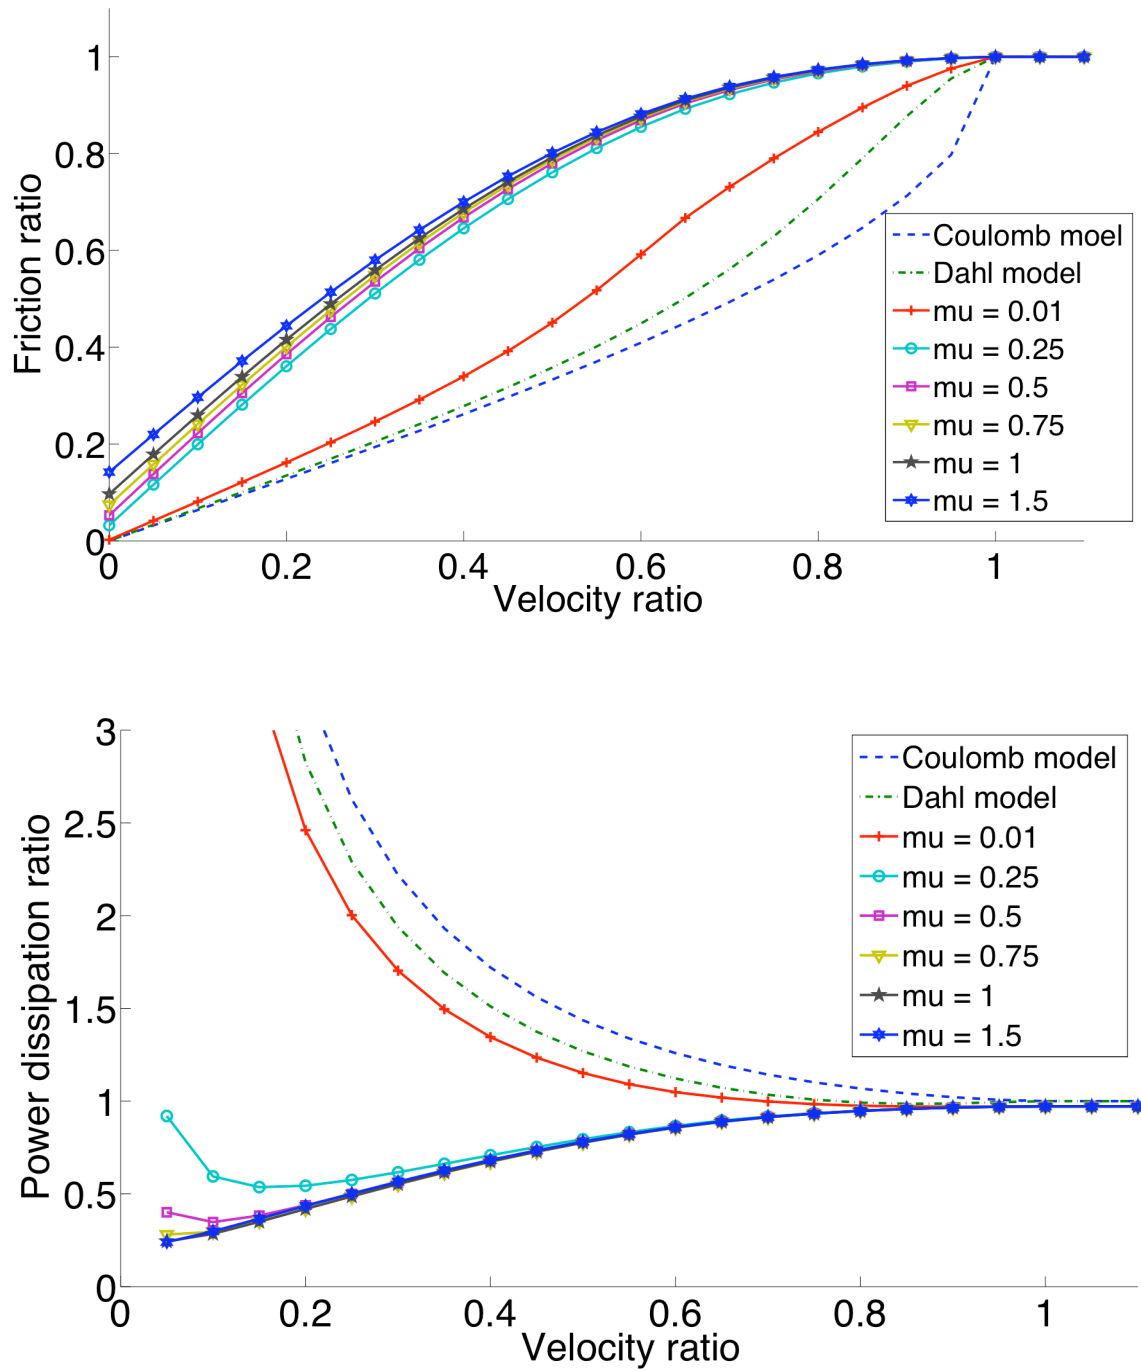 1
0.8
0.6
0.4
0.2
0
Friction ratio
0 0.2 0.4 0.6 0.8 1
Velocity ratio
Coulomb moel
Dahl model
mu = 0.01
mu = 0.25
mu = 0.5
mu = 0.75
mu = 1
mu = 1.5
3
2.5
2
1.5
1
0.5
0
Power dissipation ratio
0 0.2 0.4 0.6 0.8 1
Velocity ratio
Coulomb model
Dahl model
mu = 0.01
mu = 0.25
mu = 0.5
mu = 0.75
mu = 1
mu = 1.5